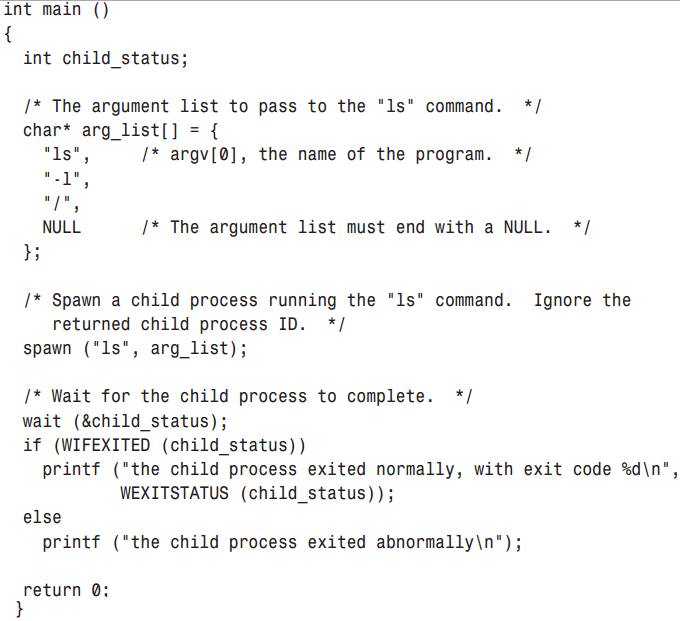 int main ()
{
  int child_status;

  /* The argument list to pass to the "ls" command.  */
  char* arg_list[] = {
    "ls",     /* argv[0], the name of the program.  */
    "-l",
    "/",
    NULL      /* The argument list must end with a NULL.  */
  };

  /* Spawn a child process running the "ls" command.  Ignore the
     returned child process ID.  */
  spawn ("ls", arg_list);

  /* Wait for the child process to complete.  */
  wait (&child_status);
  if (WIFEXITED (child_status))
    printf ("the child process exited normally, with exit code %d\n",
            WEXITSTATUS (child_status));
  else
    printf ("the child process exited abnormally\n");

  return 0;
}